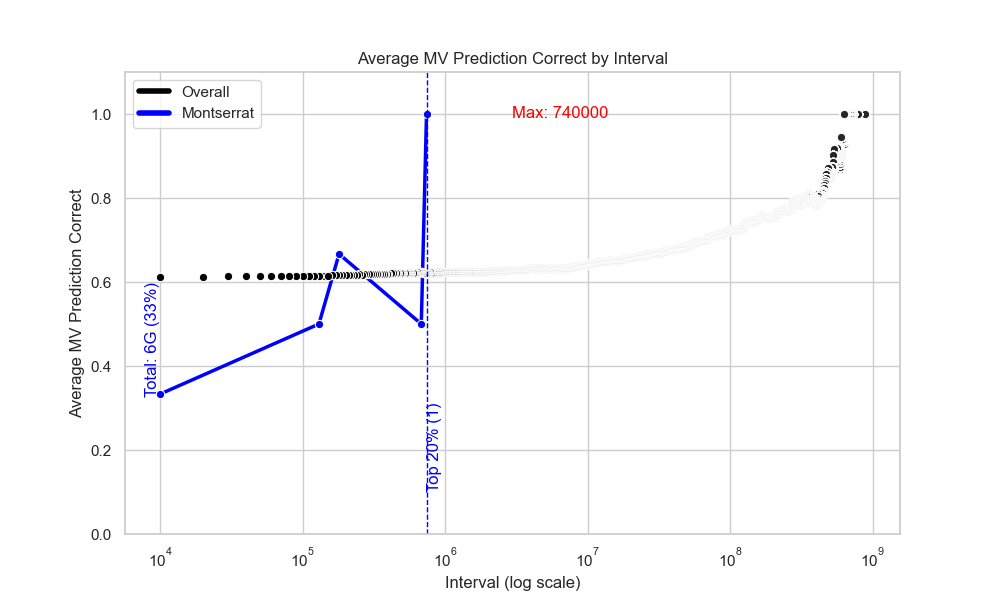 Average MV Prediction Correct by Interval
Overall
Montserrat
Max: 740000
Average MV Prediction Correct
1.0
0.8
0.6
0.4
0.2
0.0
Total: 6G (33%)
Top 20% (1)
10^4
10^5
10^6
10^7
10^8
10^9
Interval (log scale)